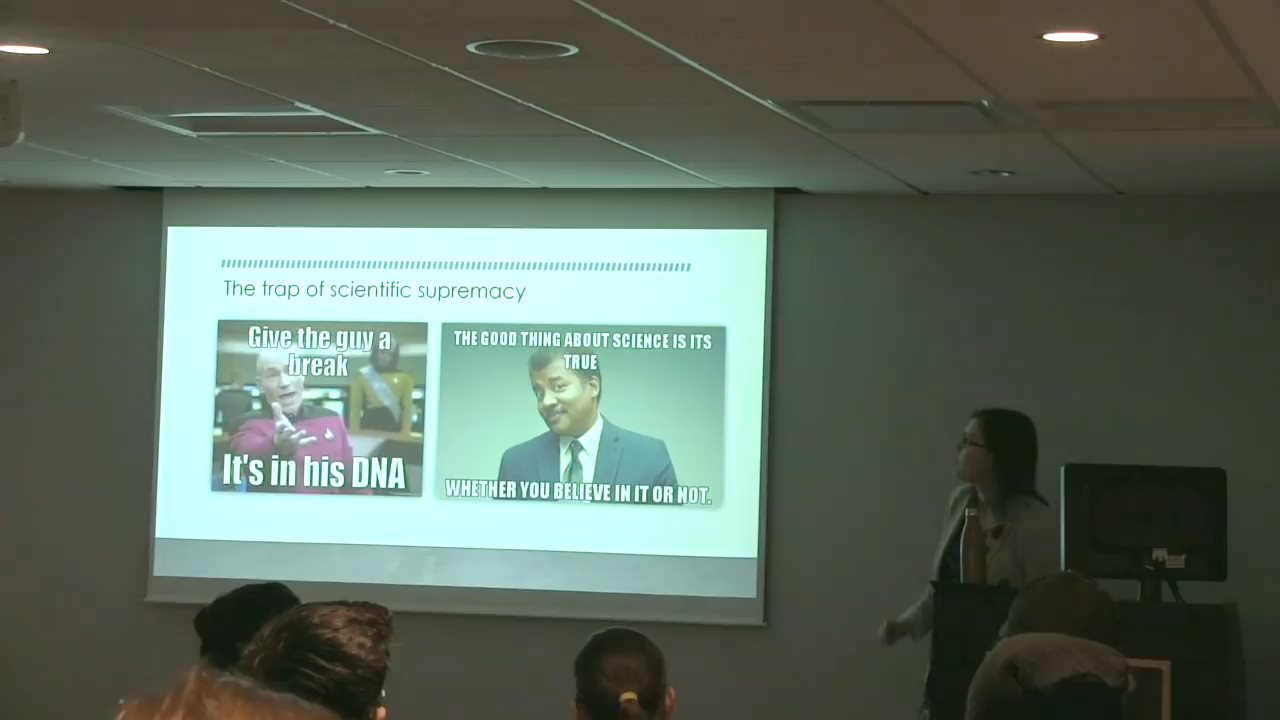 The trap of scientific supremacy
Give the guy a
break
It's in his DNA
THE GOOD THING ABOUT SCIENCE IS ITS
TRUE
WHETHER YOU BELIEVE IN IT OR NOT.